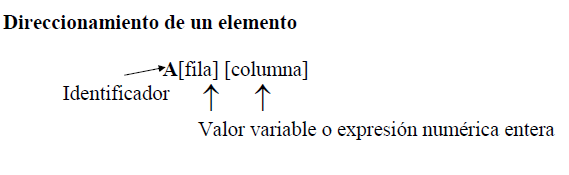 Direccionamiento de un elemento
A[fila] [columna]
Identificador
Valor variable o expresión numérica entera